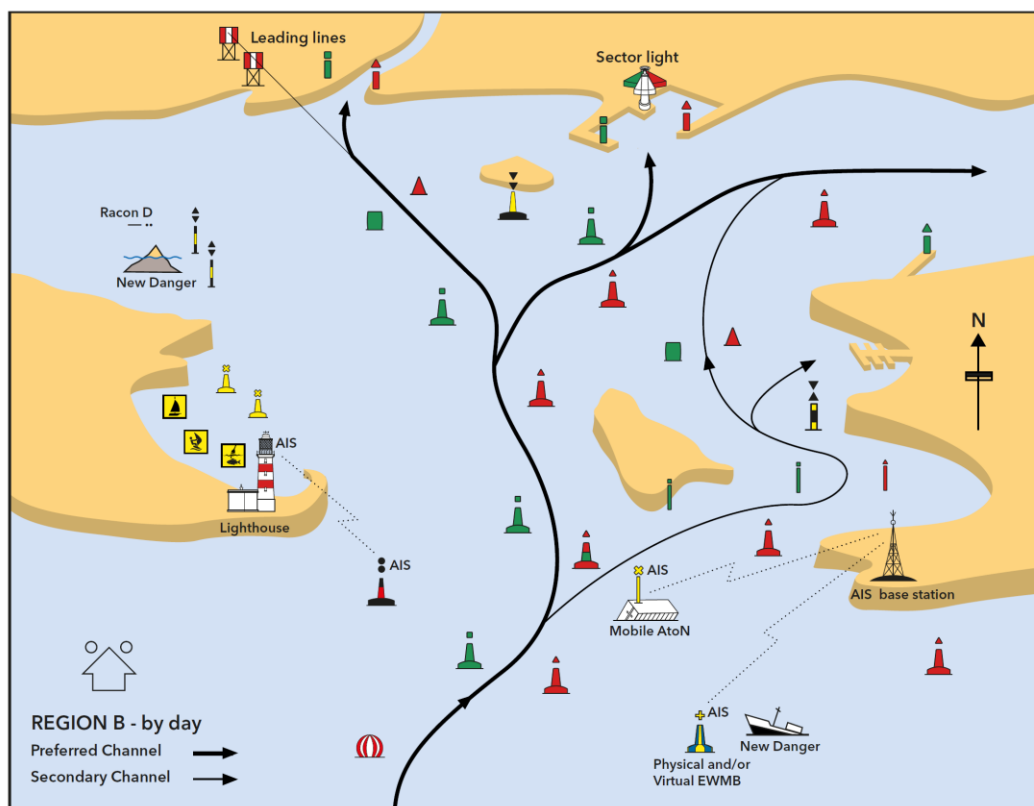 Leading lines
Sector light
Racon D
New Danger
N
AIS
Lighthouse
AIS
AIS
Mobile AtoN
AIS base station
REGION B - by day
Preferred Channel
Secondary Channel
AIS
New Danger
Physical and/or
Virtual EWMB